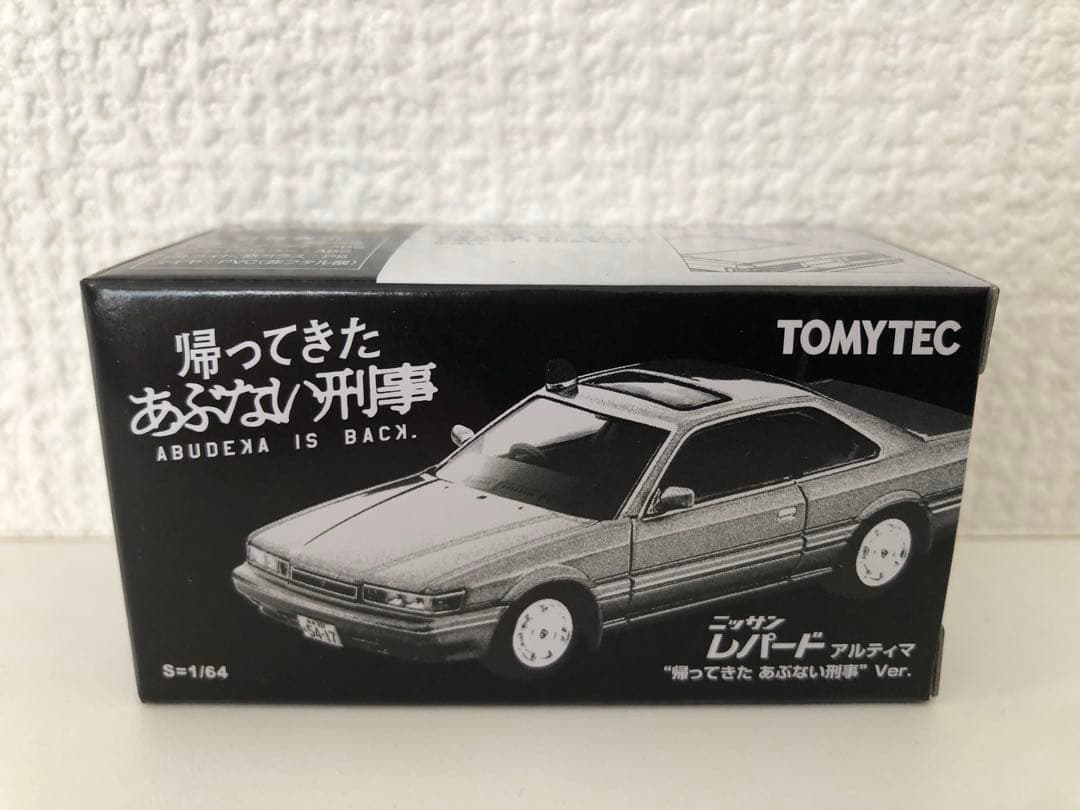 帰ってきた
あぶない刑事
ABUDEKA IS BACK.
TOMYTEC
54-17
ニッサン
レパード アルティマ
“帰ってきた あぶない刑事” Ver.
S=1/64